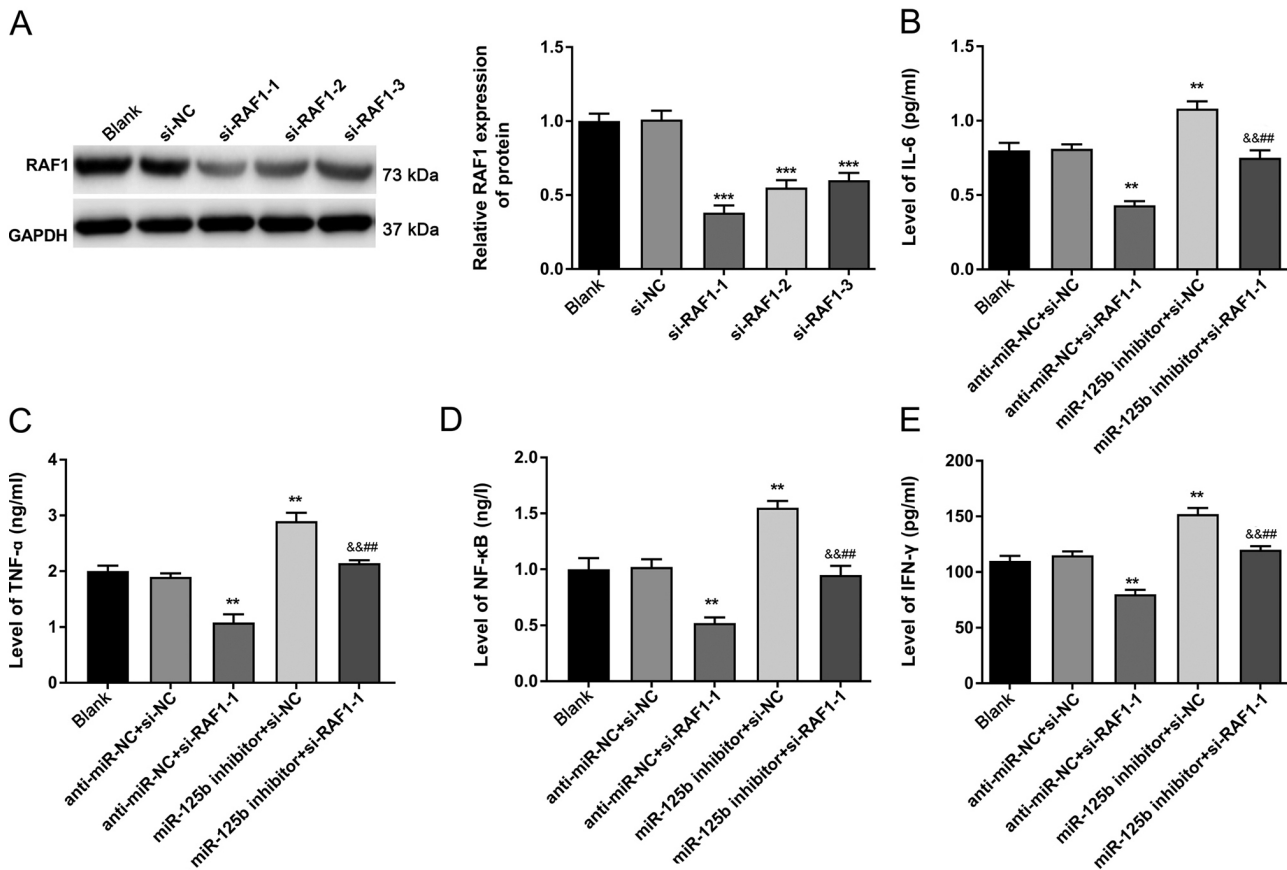 A
Blank
si-NC
si-RAF1-1
si-RAF1-2
si-RAF1-3
RAF1
73 kDa
GAPDH
37 kDa
Relative RAF1 expression
of protein
1.5
1.0
0.5
0.0
***
***
***
Blank
si-NC
si-RAF1-1
si-RAF1-2
si-RAF1-3
B
Level of IL-6 (pg/ml)
1.5
1.0
0.5
0.0
**
**
&&##
Blank
anti-miR-NC+si-NC
anti-miR-NC+si-RAF1-1
miR-125b inhibitor+si-NC
miR-125b inhibitor+si-RAF1-1
C
Level of TNF-α (ng/ml)
4
3
2
1
0
**
**
&&##
Blank
anti-miR-NC+si-NC
anti-miR-NC+si-RAF1-1
miR-125b inhibitor+si-NC
miR-125b inhibitor+si-RAF1-1
D
Level of NF-κB (ng/l)
2.0
1.5
1.0
0.5
0.0
**
**
&&##
Blank
anti-miR-NC+si-NC
anti-miR-NC+si-RAF1-1
miR-125b inhibitor+si-NC
miR-125b inhibitor+si-RAF1-1
E
Level of IFN-γ (pg/ml)
200
150
100
50
0
**
**
&&##
Blank
anti-miR-NC+si-NC
anti-miR-NC+si-RAF1-1
miR-125b inhibitor+si-NC
miR-125b inhibitor+si-RAF1-1